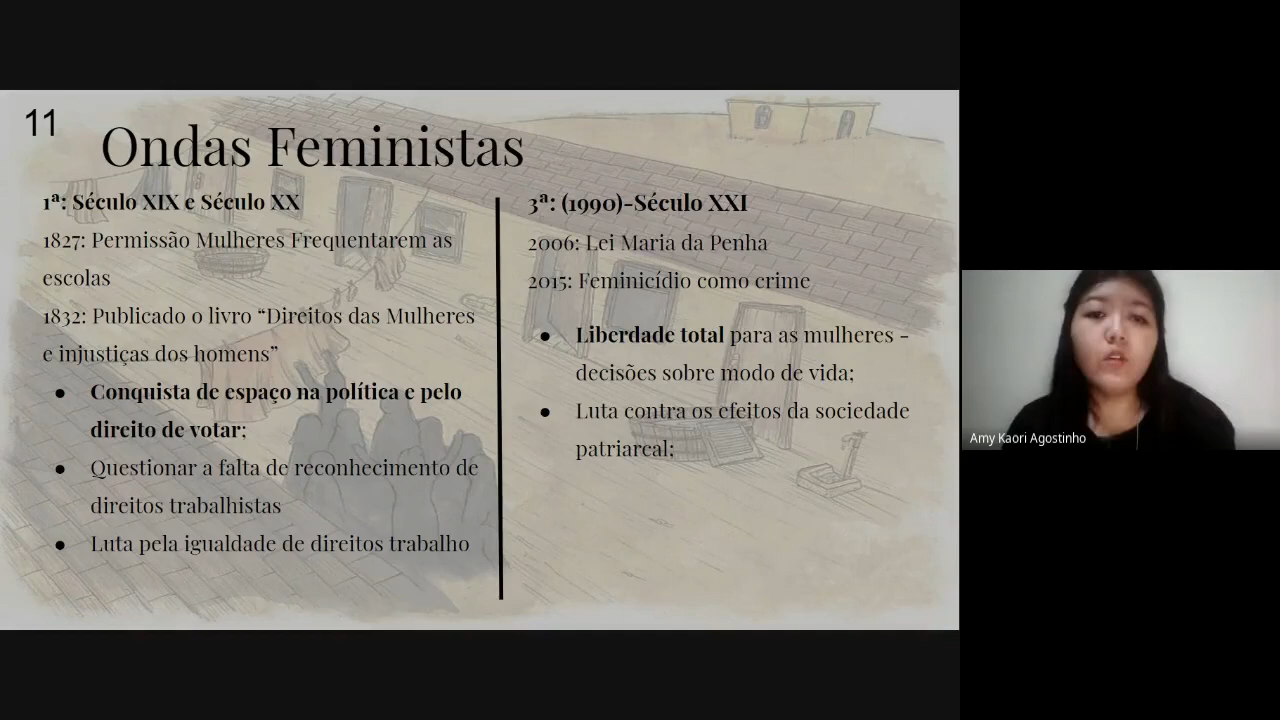 11
Ondas Feministas
1ª: Século XIX e Século XX
1827: Permissão Mulheres Frequentarem as
escolas
1832: Publicado o livro “Direitos das Mulheres
e injustiças dos homens”
● Conquista de espaço na política e pelo
direito de votar;
● Questionar a falta de reconhecimento de
direitos trabalhistas
● Luta pela igualdade de direitos trabalho
3ª: (1990)-Século XXI
2006: Lei Maria da Penha
2015: Feminicídio como crime
● Liberdade total para as mulheres -
decisões sobre modo de vida;
● Luta contra os efeitos da sociedade
patriarcal;
Amy Kaori Agostinho